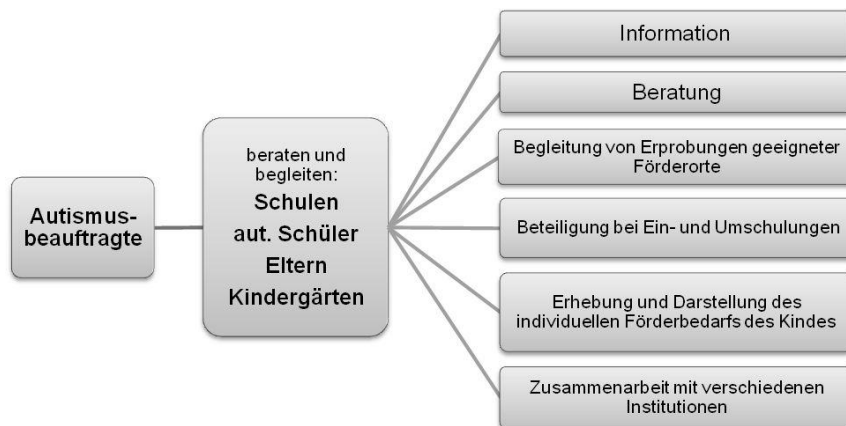 Autismus-
beauftragte
beraten und
begleiten:
Schulen
aut. Schüler
Eltern
Kindergärten
Information
Beratung
Begleitung von Erprobungen geeigneter
Förderorte
Beteiligung bei Ein- und Umschulungen
Erhebung und Darstellung des
individuellen Förderbedarfs des Kindes
Zusammenarbeit mit verschiedenen
Institutionen